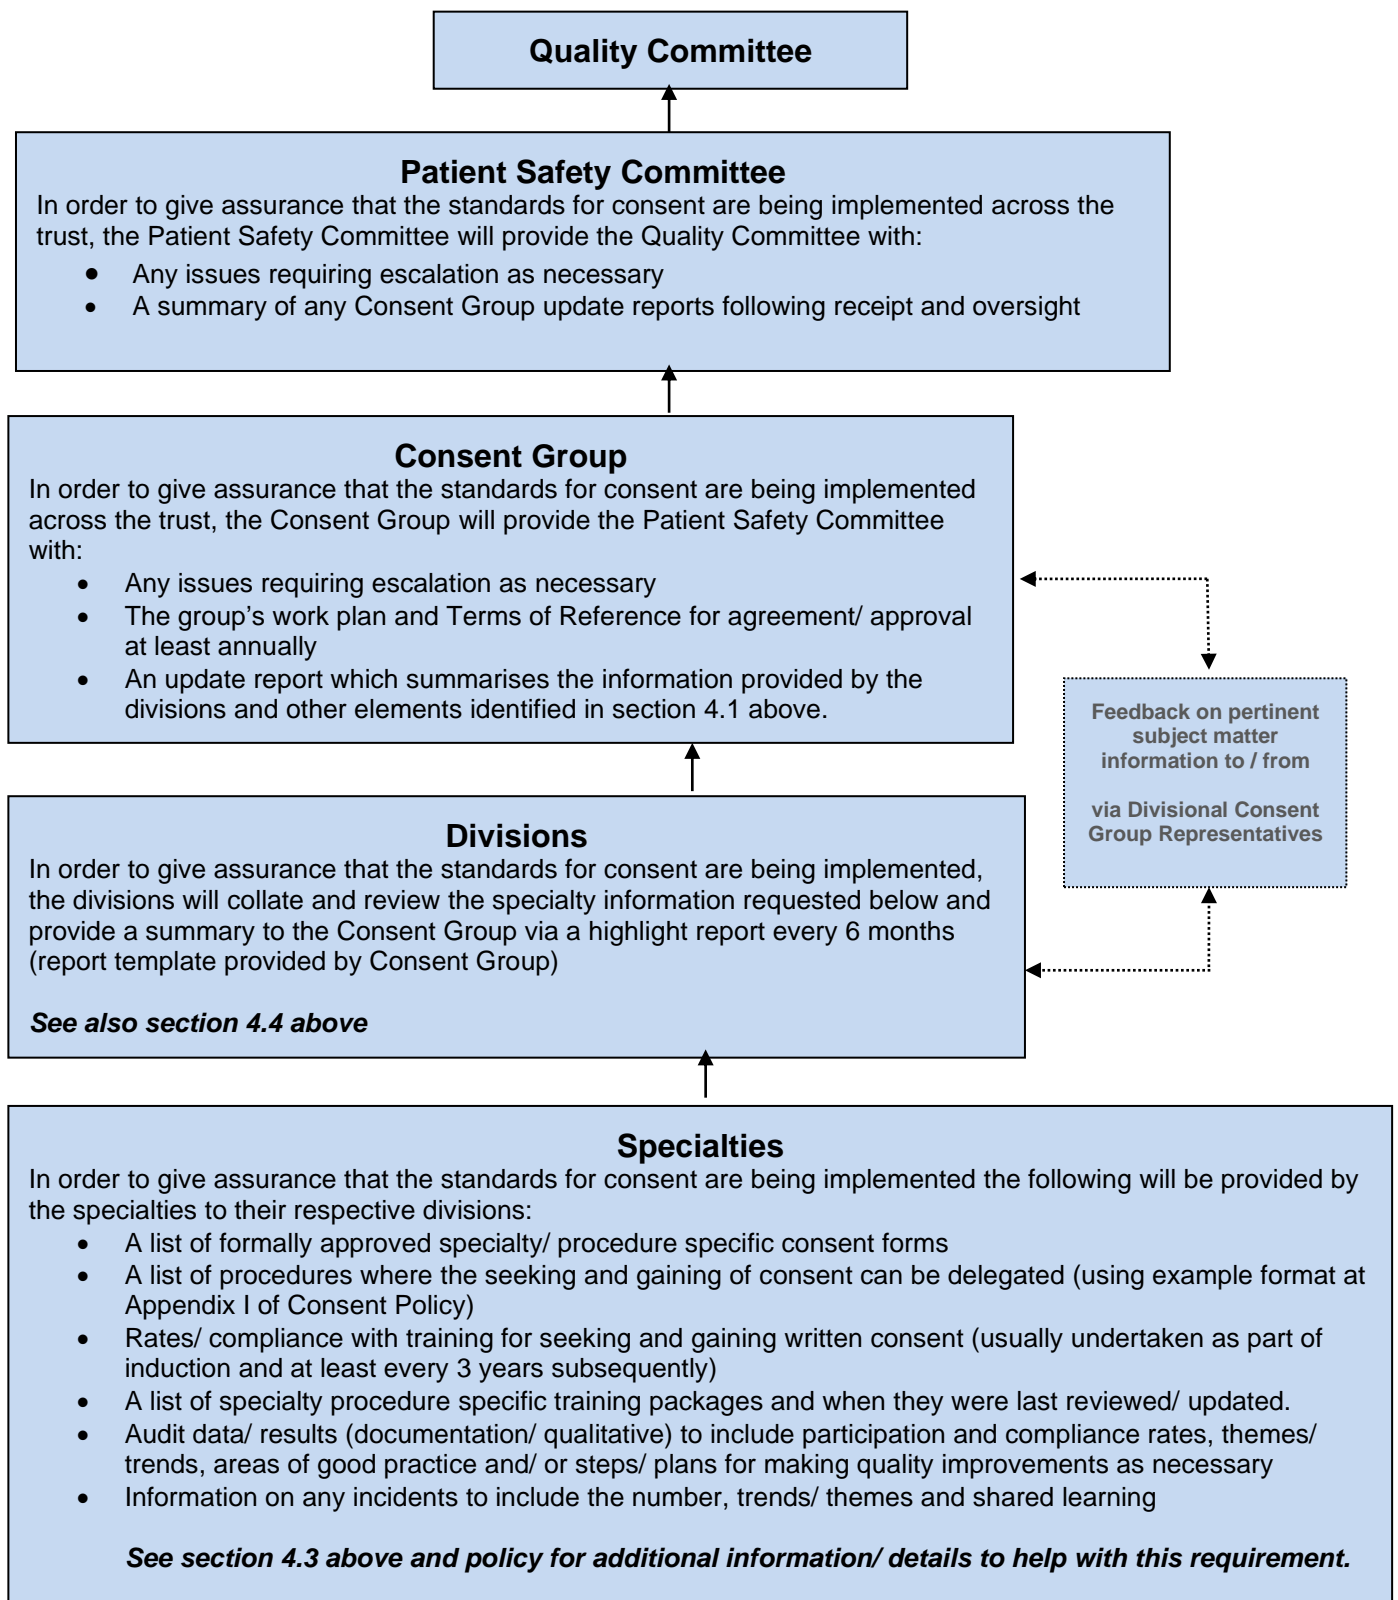 Quality Committee
Patient Safety Committee
In order to give assurance that the standards for consent are being implemented across the
trust, the Patient Safety Committee will provide the Quality Committee with:
• Any issues requiring escalation as necessary
• A summary of any Consent Group update reports following receipt and oversight
Consent Group
In order to give assurance that the standards for consent are being implemented
across the trust, the Consent Group will provide the Patient Safety Committee
with:
• Any issues requiring escalation as necessary
• The group's work plan and Terms of Reference for agreement/ approval
at least annually
• An update report which summarises the information provided by the
divisions and other elements identified in section 4.1 above.
Feedback on pertinent
subject matter
information to / from
via Divisional Consent
Group Representatives
Divisions
In order to give assurance that the standards for consent are being implemented,
the divisions will collate and review the specialty information requested below and
provide a summary to the Consent Group via a highlight report every 6 months
(report template provided by Consent Group)
See also section 4.4 above
Specialties
In order to give assurance that the standards for consent are being implemented the following will be provided by
the specialties to their respective divisions:
• A list of formally approved specialty/ procedure specific consent forms
• A list of procedures where the seeking and gaining of consent can be delegated (using example format at
Appendix I of Consent Policy)
• Rates/ compliance with training for seeking and gaining written consent (usually undertaken as part of
induction and at least every 3 years subsequently)
• A list of specialty procedure specific training packages and when they were last reviewed/ updated.
• Audit data/ results (documentation/ qualitative) to include participation and compliance rates, themes/
trends, areas of good practice and/ or steps/ plans for making quality improvements as necessary
• Information on any incidents to include the number, trends/ themes and shared learning
See section 4.3 above and policy for additional information/ details to help with this requirement.